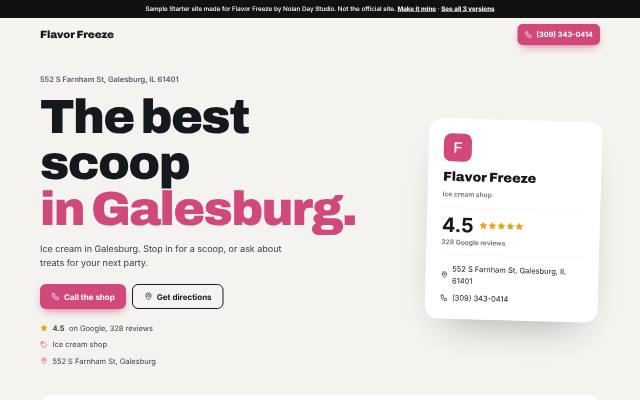 Sample Starter site made for Flavor Freeze by Nolan Day Studio. Not the official site. Make it mine · See all 3 versions
Flavor Freeze
(309) 343-0414
552 S Farnham St, Galesburg, IL 61401
The best
scoop
in Galesburg.
Ice cream in Galesburg. Stop in for a scoop, or ask about
treats for your next party.
Call the shop
Get directions
4.5 on Google, 328 reviews
Ice cream shop
552 S Farnham St, Galesburg
F
Flavor Freeze
Ice cream shop
4.5
328 Google reviews
552 S Farnham St, Galesburg, IL
61401
(309) 343-0414